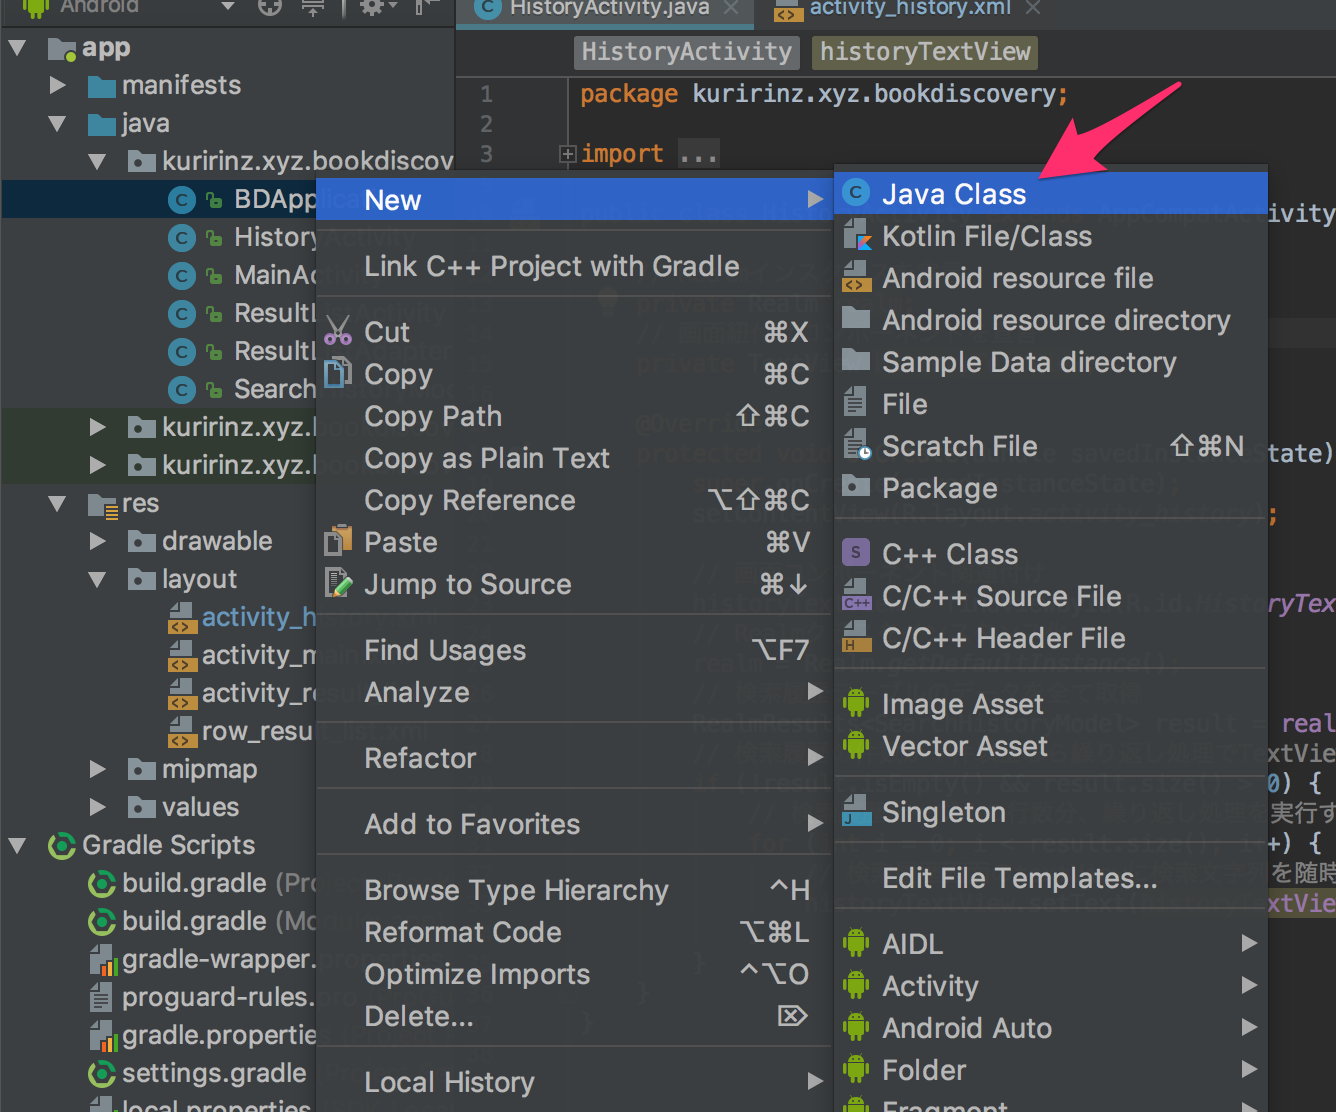 Android
HistoryActivity.java
activity_history.xml
app
manifests
java
kuririnz.xyz.bookdiscov
BDAppl
History
MainAc
ResultL
ResultL
Search
kuririnz.xyz.b
kuririnz.xyz.b
res
drawable
layout
activity_h
activity_m
activity_re
row_resu
mipmap
values
Gradle Scripts
build.gradle (Pro
build.gradle (Mo
gradle-wrapper.
proguard-rules.
gradle.propertie
settings.gradle
local.properties
HistoryActivity historyTextView
1 package kuririnz.xyz.bookdiscovery;
2
3 import ...
New
Link C++ Project with Gradle
Cut ⌘X
Copy ⌘C
Copy Path ⇧⌘C
Copy as Plain Text
Copy Reference ⌥⇧⌘C
Paste ⌘V
Jump to Source ⌘↓
Find Usages ⌥F7
Analyze
Refactor
Add to Favorites
Browse Type Hierarchy ^H
Reformat Code ⌥⌘L
Optimize Imports ^⌥O
Delete... ⌦
Local History
Java Class
Kotlin File/Class
Android resource file
Android resource directory
Sample Data directory
File
Scratch File ⇧⌘N
Package
C++ Class
C/C++ Source File
C/C++ Header File
Image Asset
Vector Asset
Singleton
Edit File Templates...
AIDL
Activity
Android Auto
Folder
Fragment
ctivity
State)
;
ryTex
real
xtVie
0) {
実行す
+) {
を随時
xtVie